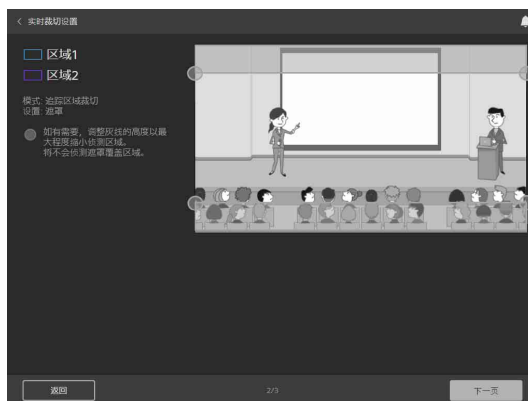 < 实时裁切设置
区域1
区域2
模式: 追踪区域裁切
设置: 遮罩
如有需要，调整灰线的高度以最
大程度缩小侦测区域。
将不会侦测遮罩覆盖区域。
返回
2/3
下一页